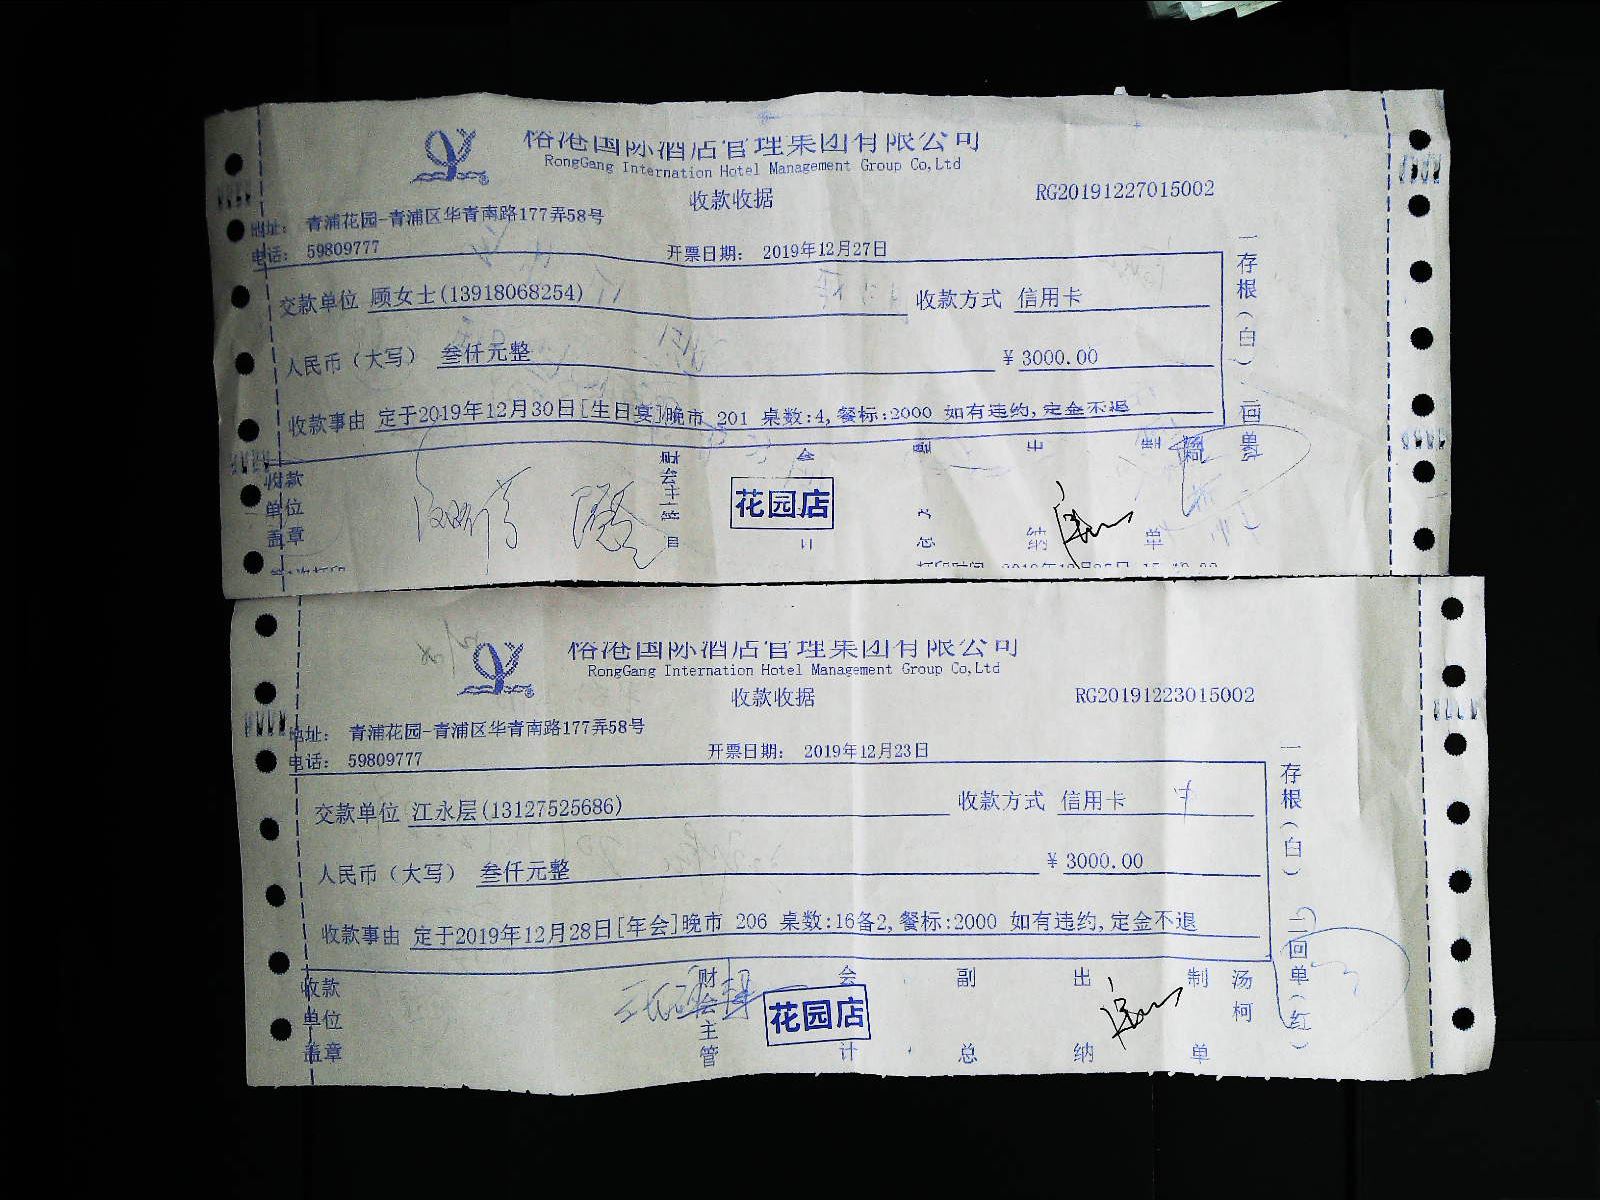 国际酒店管理集团有限公司
RongGang Internation Hotel Management Group Co,Ltd
收款收据
RG20191227015002
地址: 青浦花园-青浦区华青南路177弄58号
电话: 59809777
开票日期: 2019年12月27日
交款单位 顾女士(13918068254)
收款方式 信用卡
人民币(大写) 叁仟元整
¥ 3000.00
收款事由 定于2019年12月30日[生日宴]晚市 201 桌数:4,餐标:2000 如有违约,定金不退
一存根(白) 二回单
收款单位盖章
花园店
国际酒店管理集团有限公司
RongGang Internation Hotel Management Group Co,Ltd
收款收据
RG20191223015002
地址: 青浦花园-青浦区华青南路177弄58号
电话: 59809777
开票日期: 2019年12月23日
交款单位 江永层(13127525686)
收款方式 信用卡
人民币(大写) 叁仟元整
¥ 3000.00
收款事由 定于2019年12月28日[年会]晚市 206 桌数:16备2,餐标:2000 如有违约,定金不退
一存根(白) 二回单(红)
收款单位盖章
财会主管
会计
副总
出纳
制单
汤柯
花园店